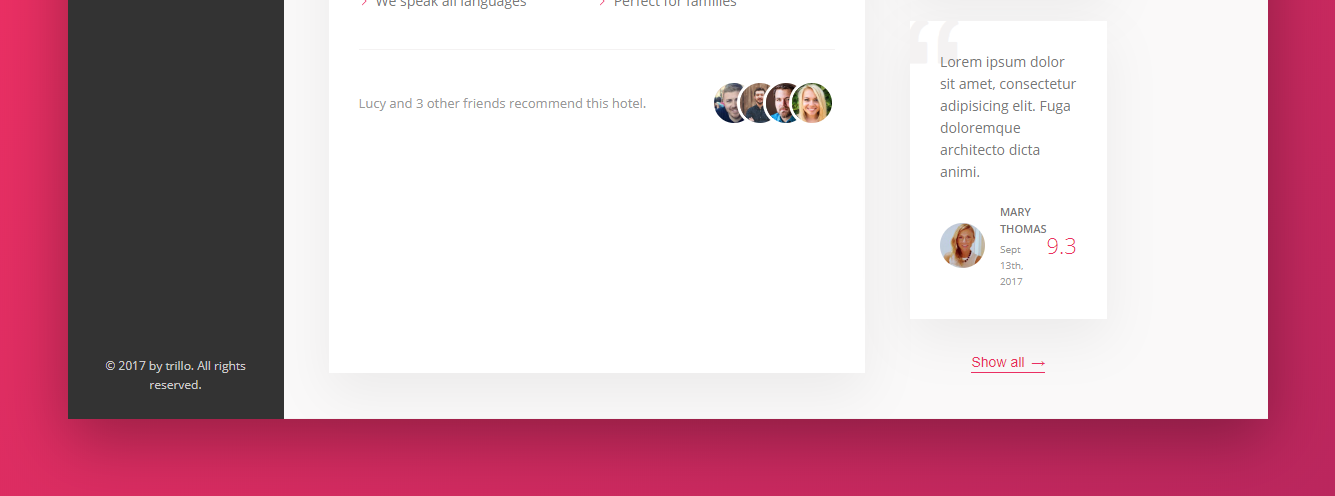 We speak all languages
Perfect for families
Lucy and 3 other friends recommend this hotel.
“
Lorem ipsum dolor
sit amet, consectetur
adipisicing elit. Fuga
doloremque
architecto dicta
animi.
MARY
THOMAS
Sept
13th,
2017
9.3
Show all →
© 2017 by trillo. All rights
reserved.